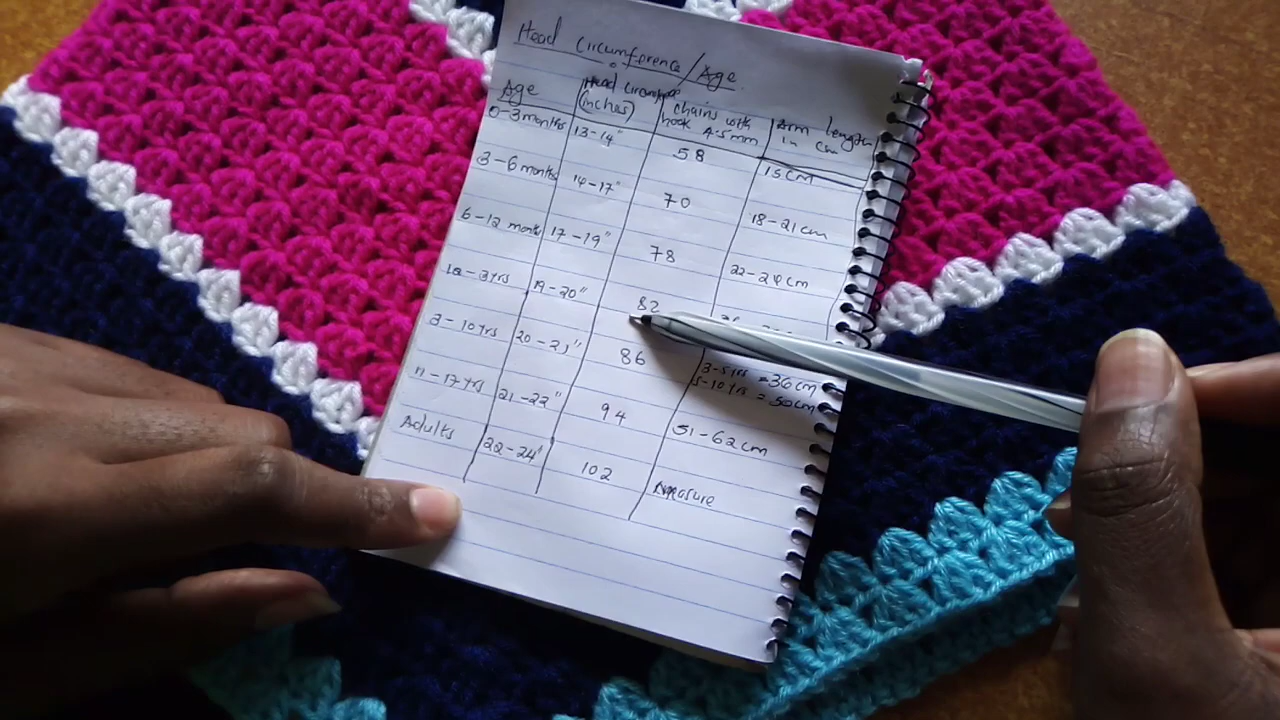 Head Circumference/Age
Age Head Circumf (inches) chains with hook 4.5mm Arm length in cm
0-3months 13-14" 58 15cm
3-6 months 14-17" 70 18-21cm
6-12 month 17-19" 78 22-24cm
12-3yrs 19-20" 82
3-10yrs 20-21" 86 3-5yrs = 36cm
5-10yrs = 50cm
11-17yrs 21-22" 94 51-62cm
Adults 22-24" 102 Measure